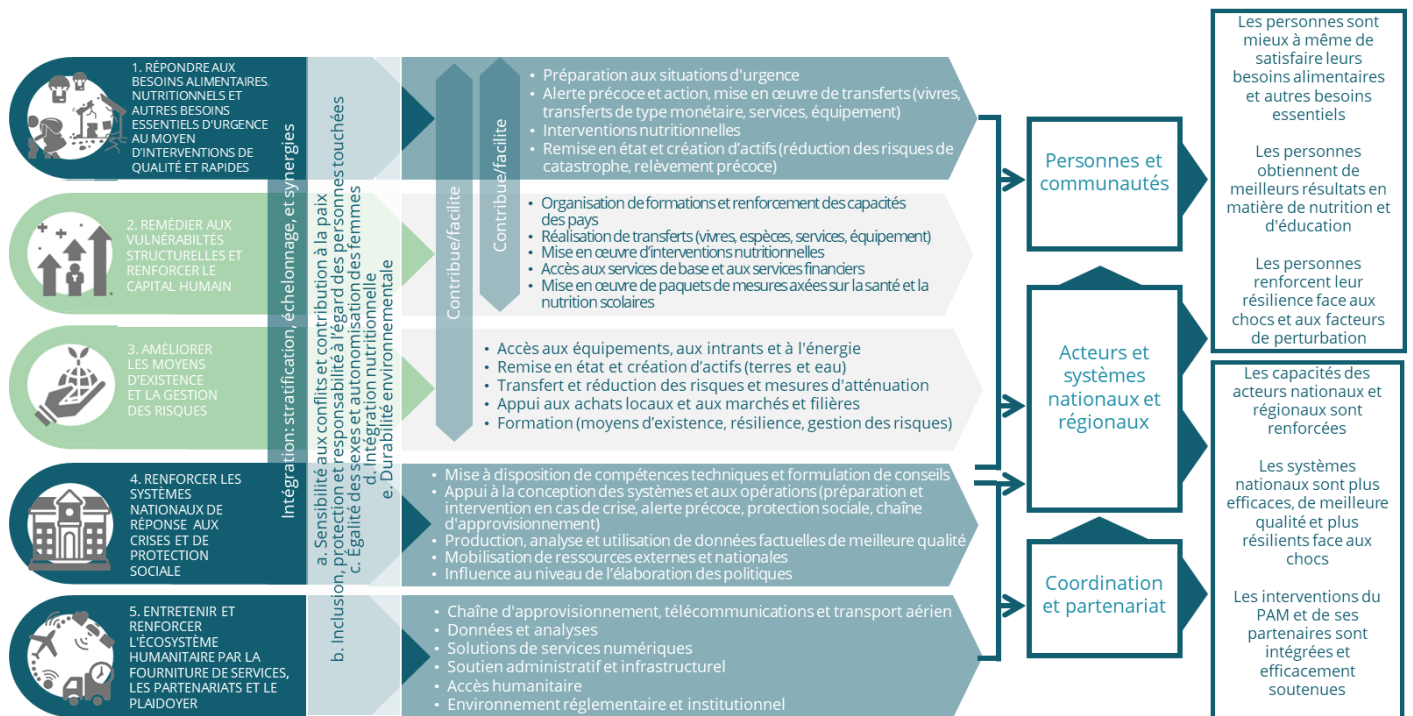 1. RÉPONDRE AUX
BESOINS ALIMENTAIRES,
NUTRITIONNELS ET
AUTRES BESOINS
ESSENTIELS D'URGENCE
AU MOYEN
D'INTERVENTIONS DE
QUALITÉ ET RAPIDES
2. REMÉDIER AUX
VULNÉRABILTÉS
STRUCTURELLES ET
RENFORCER LE
CAPITAL HUMAIN
3. AMÉLIORER
LES MOYENS
D'EXISTENCE
ET LA GESTION
DES RISQUES
4. RENFORCER LES
SYSTÈMES
NATIONAUX DE
RÉPONSE AUX
CRISES ET DE
PROTECTION
SOCIALE
5. ENTRETENIR ET
RENFORCER
L'ÉCOSYSTÈME
HUMANITAIRE PAR LA
FOURNITURE DE SERVICES,
LES PARTENARIATS ET LE
PLAIDOYER
Intégration: stratification, échelonnage, et synergies
a. Sensibilité aux conflits et contribution à la paix
b. Inclusion, protection et responsabilité à l'égard des personnes touchées
c. Égalité des sexes et autonomisation des femmes
d. Intégration nutritionnelle
e. Durabilité environnementale
Contribue/facilite
Contribue/facilite
• Préparation aux situations d'urgence
• Alerte précoce et action, mise en œuvre de transferts (vivres,
transferts de type monétaire, services, équipement)
• Interventions nutritionnelles
• Remise en état et création d'actifs (réduction des risques de
catastrophe, relèvement précoce)
• Organisation de formations et renforcement des capacités
des pays
• Réalisation de transferts (vivres, espèces, services, équipement)
• Mise en œuvre d'interventions nutritionnelles
• Accès aux services de base et aux services financiers
• Mise en œuvre de paquets de mesures axées sur la santé et la
nutrition scolaires
• Accès aux équipements, aux intrants et à l'énergie
• Remise en état et création d'actifs (terres et eau)
• Transfert et réduction des risques et mesures d'atténuation
• Appui aux achats locaux et aux marchés et filières
• Formation (moyens d'existence, résilience, gestion des risques)
• Mise à disposition de compétences techniques et formulation de conseils
• Appui à la conception des systèmes et aux opérations (préparation et
intervention en cas de crise, alerte précoce, protection sociale, chaîne
d'approvisionnement)
• Production, analyse et utilisation de données factuelles de meilleure qualité
• Mobilisation de ressources externes et nationales
• Influence au niveau de l'élaboration des politiques
• Chaîne d'approvisionnement, télécommunications et transport aérien
• Données et analyses
• Solutions de services numériques
• Soutien administratif et infrastructurel
• Accès humanitaire
• Environnement réglementaire et institutionnel
Personnes et
communautés
Acteurs et
systèmes
nationaux et
régionaux
Coordination
et partenariat
Les personnes sont
mieux à même de
satisfaire leurs
besoins alimentaires
et autres besoins
essentiels
Les personnes
obtiennent de
meilleurs résultats en
matière de nutrition et
d'éducation
Les personnes
renforcent leur
résilience face aux
chocs et aux facteurs
de perturbation
Les capacités des
acteurs nationaux et
régionaux sont
renforcées
Les systèmes
nationaux sont plus
efficaces, de meilleure
qualité et plus
résilients face aux
chocs
Les interventions du
PAM et de ses
partenaires sont
intégrées et
efficacement
soutenues